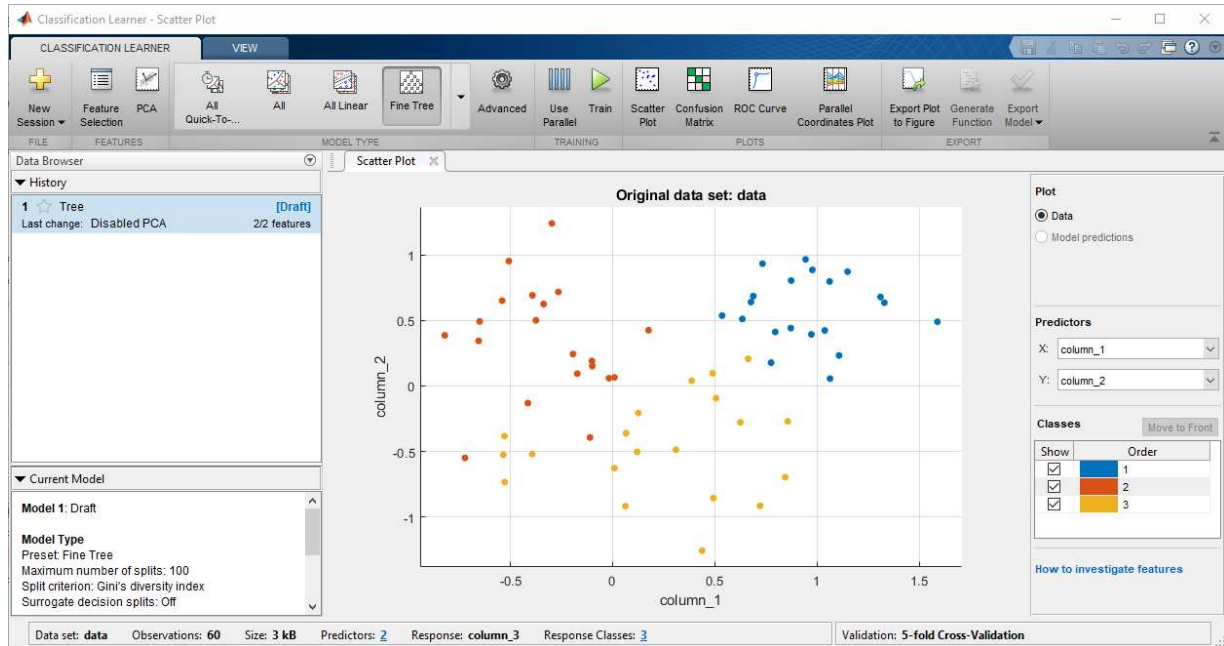 Classification Learner - Scatter Plot
CLASSIFICATION LEARNER VIEW
New Session
Feature Selection
PCA
All Quick-To-...
All
All Linear
Fine Tree
Advanced
Use Parallel
Train
Scatter Plot
Confusion Matrix
ROC Curve
Parallel Coordinates Plot
Export Plot to Figure
Generate Function
Export Model
FILE FEATURES MODEL TYPE TRAINING PLOTS EXPORT
Data Browser
History
1 Tree [Draft]
Last change: Disabled PCA 2/2 features
Current Model
Model 1: Draft
Model Type
Preset: Fine Tree
Maximum number of splits: 100
Split criterion: Gini's diversity index
Surrogate decision splits: Off
Scatter Plot
Original data set: data
1
0.5
0
-0.5
-1
column_2
-0.5 0 0.5 1 1.5
column_1
Plot
Data
Model predictions
Predictors
X: column_1
Y: column_2
Classes Move to Front
Show Order
1
2
3
How to investigate features
Data set: data Observations: 60 Size: 3 kB Predictors: 2 Response: column_3 Response Classes: 3 Validation: 5-fold Cross-Validation